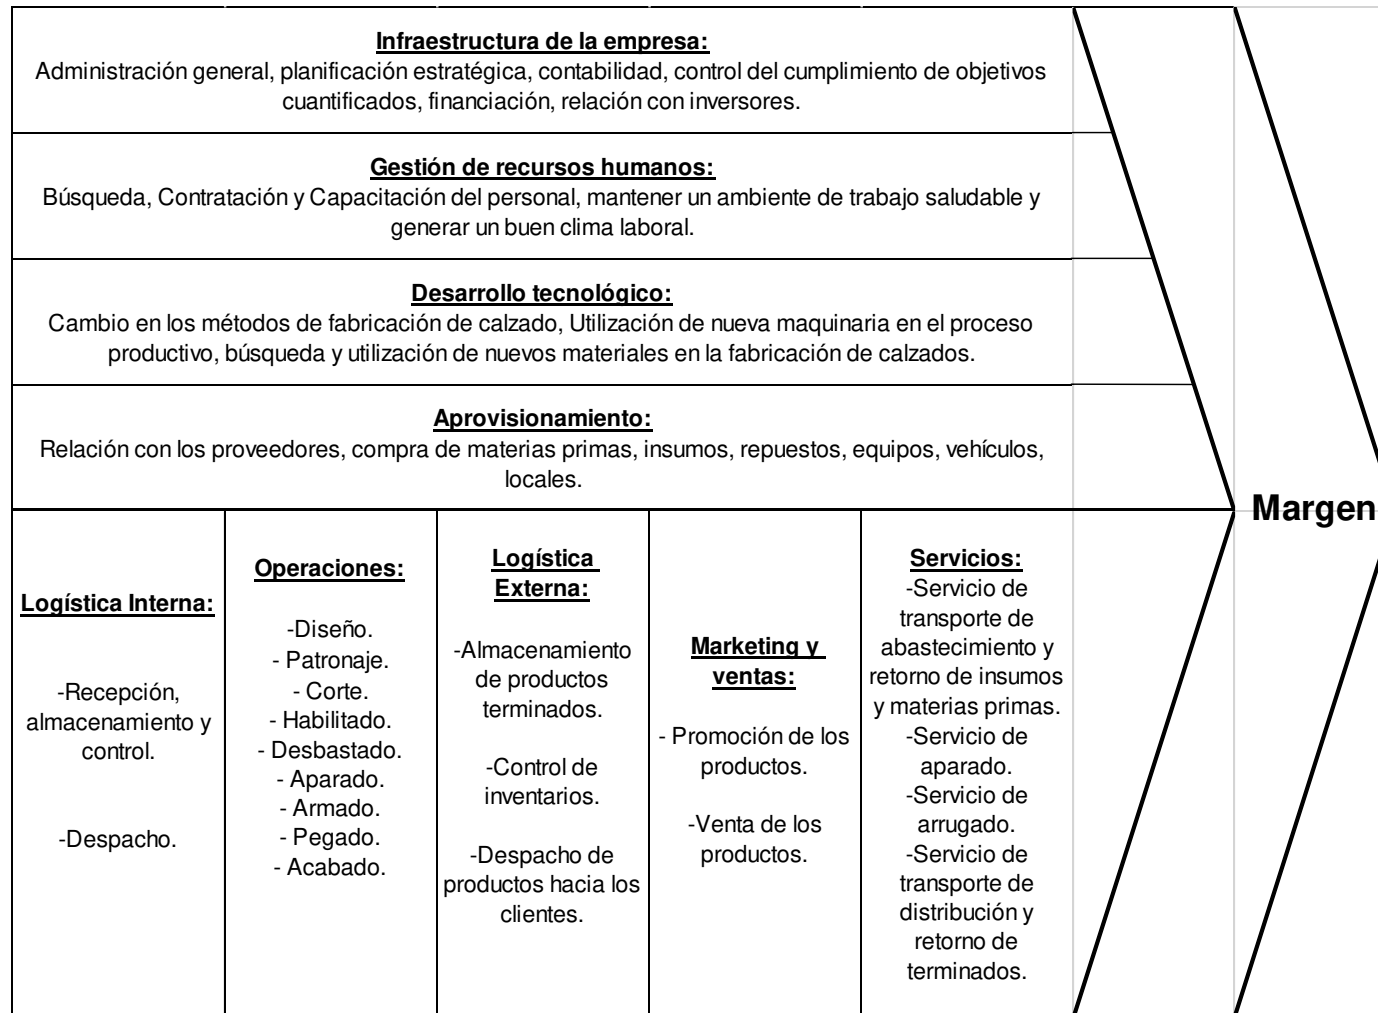 Infraestructura de la empresa:
Administración general, planificación estratégica, contabilidad, control del cumplimiento de objetivos
cuantificados, financiación, relación con inversores.
Gestión de recursos humanos:
Búsqueda, Contratación y Capacitación del personal, mantener un ambiente de trabajo saludable y
generar un buen clima laboral.
Desarrollo tecnológico:
Cambio en los métodos de fabricación de calzado, Utilización de nueva maquinaria en el proceso
productivo, búsqueda y utilización de nuevos materiales en la fabricación de calzados.
Aprovisionamiento:
Relación con los proveedores, compra de materias primas, insumos, repuestos, equipos, vehículos,
locales.
Logística Interna:
-Recepción,
almacenamiento y
control.
-Despacho.
Operaciones:
-Diseño.
- Patronaje.
- Corte.
- Habilitado.
- Desbastado.
- Aparado.
- Armado.
- Pegado.
- Acabado.
Logística
Externa:
-Almacenamiento
de productos
terminados.
-Control de
inventarios.
-Despacho de
productos hacia los
clientes.
Marketing y
ventas:
- Promoción de los
productos.
-Venta de los
productos.
Servicios:
-Servicio de
transporte de
abastecimiento y
retorno de insumos
y materias primas.
-Servicio de
aparado.
-Servicio de
arrugado.
-Servicio de
transporte de
distribución y
retorno de
terminados.
Margen